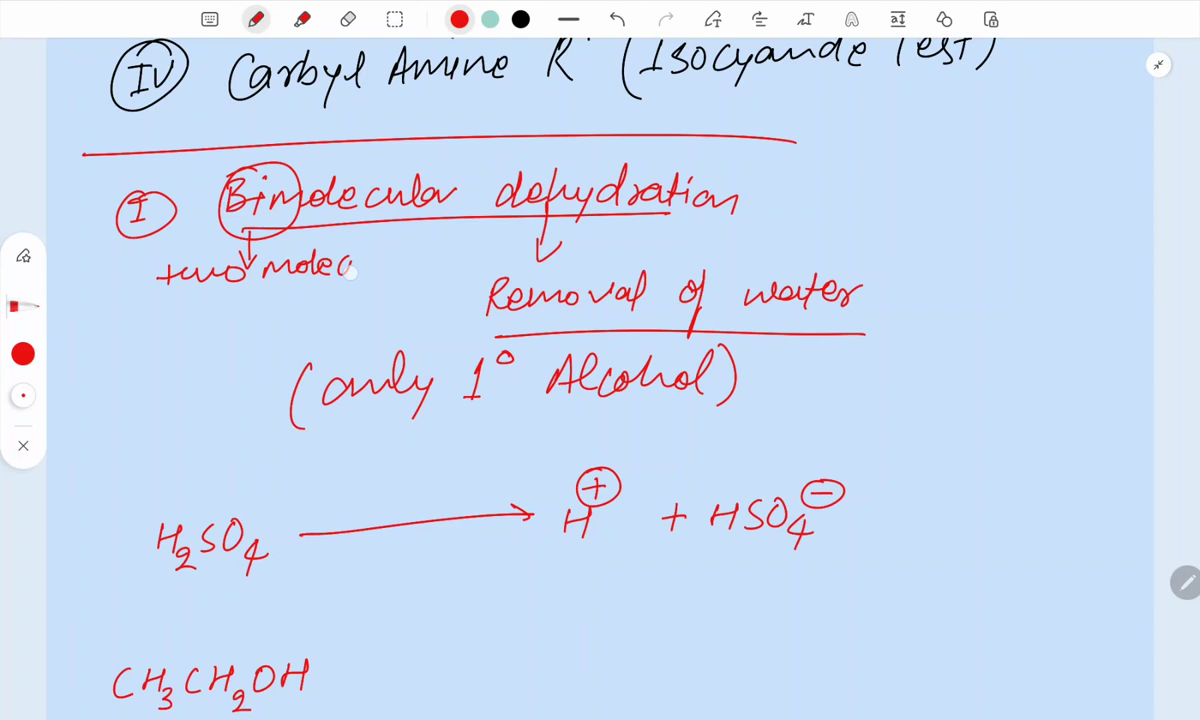 IV Carbyl Amine R (Isocyanide Test)
I Bimolecular dehydration
two molec
Removal of water
(only 1° Alcohol)
H₂SO₄ ⟶ H⊕ + HSO₄⊖
CH₃CH₂OH